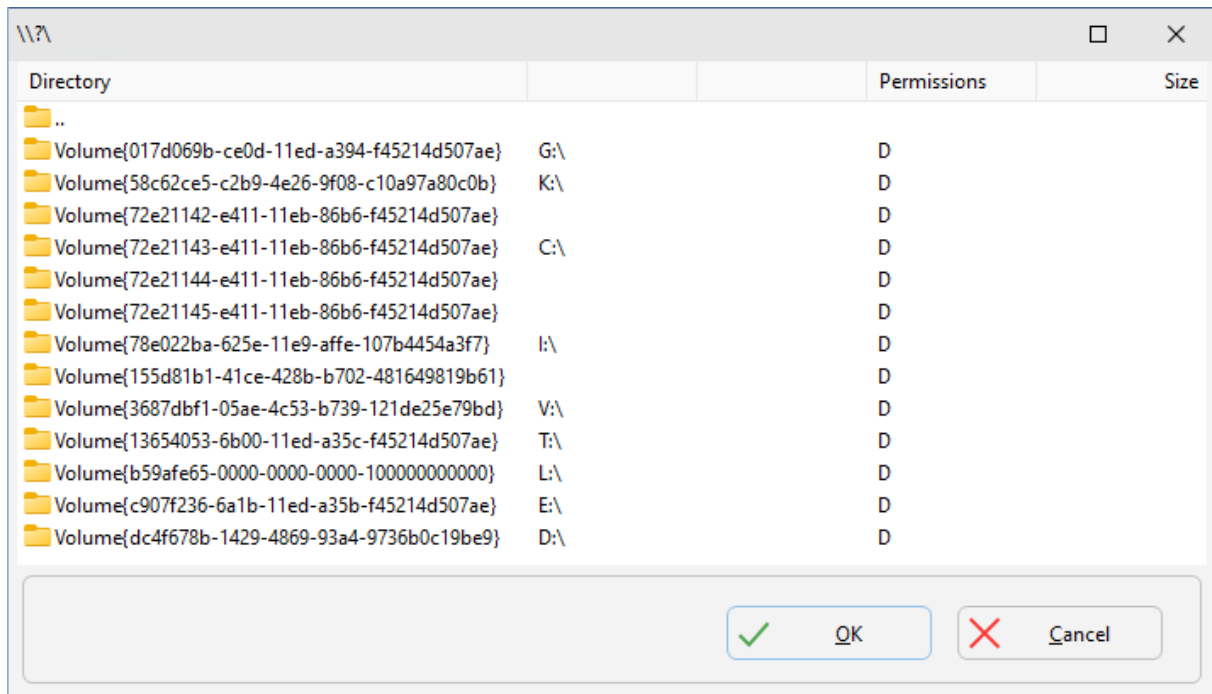 \\?\
Directory Permissions Size
..
Volume{017d069b-ce0d-11ed-a394-f45214d507ae} G:\ D
Volume{58c62ce5-c2b9-4e26-9f08-c10a97a80c0b} K:\ D
Volume{72e21142-e411-11eb-86b6-f45214d507ae} D
Volume{72e21143-e411-11eb-86b6-f45214d507ae} C:\ D
Volume{72e21144-e411-11eb-86b6-f45214d507ae} D
Volume{72e21145-e411-11eb-86b6-f45214d507ae} D
Volume{78e022ba-625e-11e9-affe-107b4454a3f7} I:\ D
Volume{155d81b1-41ce-428b-b702-481649819b61} D
Volume{3687dbf1-05ae-4c53-b739-121de25e79bd} V:\ D
Volume{13654053-6b00-11ed-a35c-f45214d507ae} T:\ D
Volume{b59afe65-0000-0000-0000-100000000000} L:\ D
Volume{c907f236-6a1b-11ed-a35b-f45214d507ae} E:\ D
Volume{dc4f678b-1429-4869-93a4-9736b0c19be9} D:\ D
OK Cancel